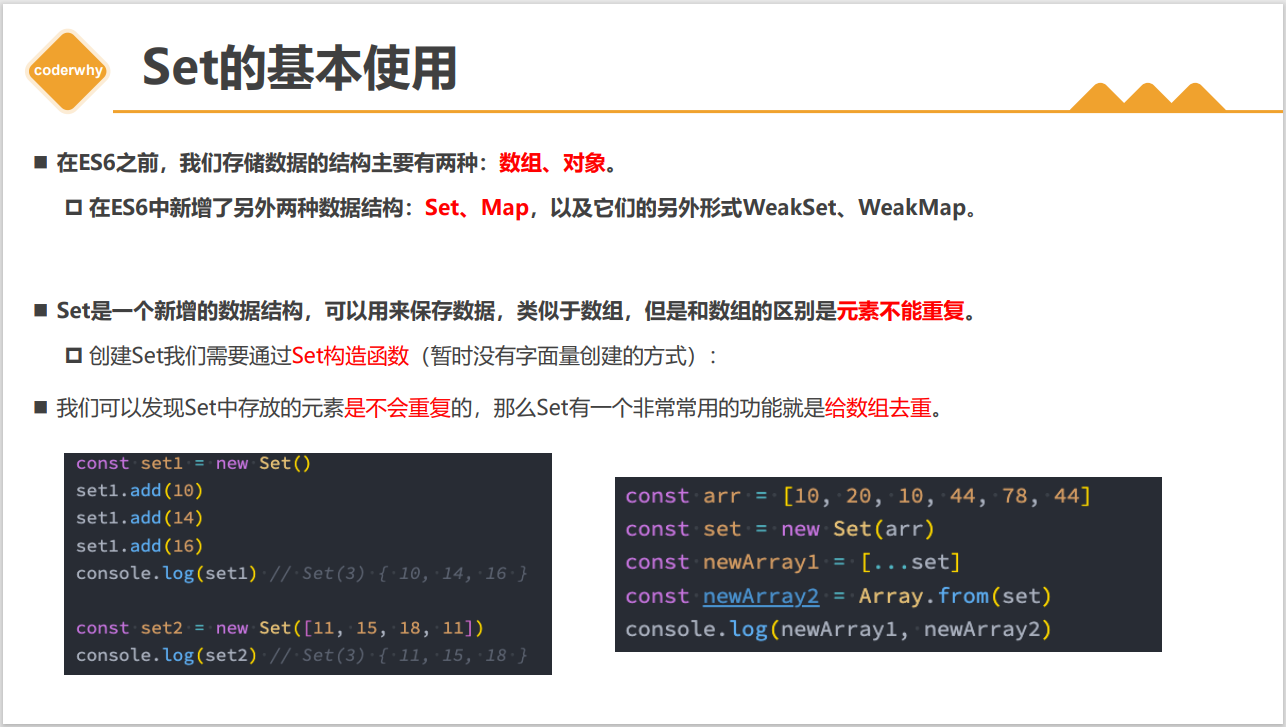 coderwhy
Set的基本使用
在ES6之前，我们存储数据的结构主要有两种：数组、对象。
在ES6中新增了另外两种数据结构：Set、Map，以及它们的另外形式WeakSet、WeakMap。
Set是一个新增的数据结构，可以用来保存数据，类似于数组，但是和数组的区别是元素不能重复。
创建Set我们需要通过Set构造函数（暂时没有字面量创建的方式）：
我们可以发现Set中存放的元素是不会重复的，那么Set有一个非常常用的功能就是给数组去重。
const set1 = new Set()
set1.add(10)
set1.add(14)
set1.add(16)
console.log(set1) // Set(3) { 10, 14, 16 }
const set2 = new Set([11, 15, 18, 11])
console.log(set2) // Set(3) { 11, 15, 18 }
const arr = [10, 20, 10, 44, 78, 44]
const set = new Set(arr)
const newArray1 = [...set]
const newArray2 = Array.from(set)
console.log(newArray1, newArray2)